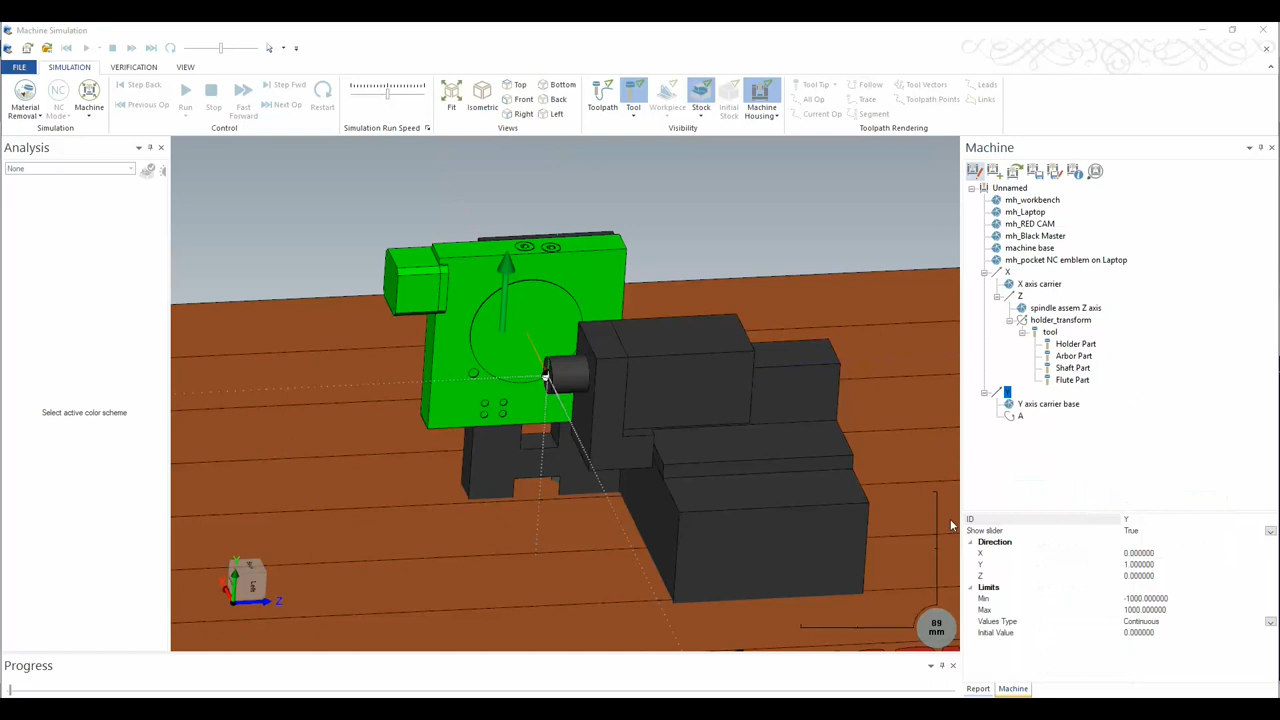 Machine Simulation
FILE
SIMULATION
VERIFICATION
VIEW
Material Removal
NC Mode
Machine
Simulation
Step Back
Previous Op
Run
Stop
Fast Forward
Step Fwd
Next Op
Restart
Control
Simulation Run Speed
Fit
Isometric
Top
Front
Right
Bottom
Back
Left
Views
Toolpath
Tool
Workpiece
Stock
Initial Stock
Machine Housing
Visibility
Tool Tip
All Op
Current Op
Follow
Trace
Segment
Tool Vectors
Toolpath Points
Leads
Links
Toolpath Rendering
Analysis
None
Select active color scheme
Y
Z
Left
89
mm
Progress
Machine
Unnamed
mh_workbench
mh_Laptop
mh_RED CAM
mh_Black Master
machine base
mh_pocket NC emblem on Laptop
X
X axis carrier
Z
spindle assem Z axis
holder_transform
tool
Holder Part
Arbor Part
Shaft Part
Flute Part
Y
Y axis carrier base
A
ID Y
Show slider True
Direction
X 0.000000
Y 1.000000
Z 0.000000
Limits
Min -1000.000000
Max 1000.000000
Values Type Continuous
Initial Value 0.000000
Report
Machine